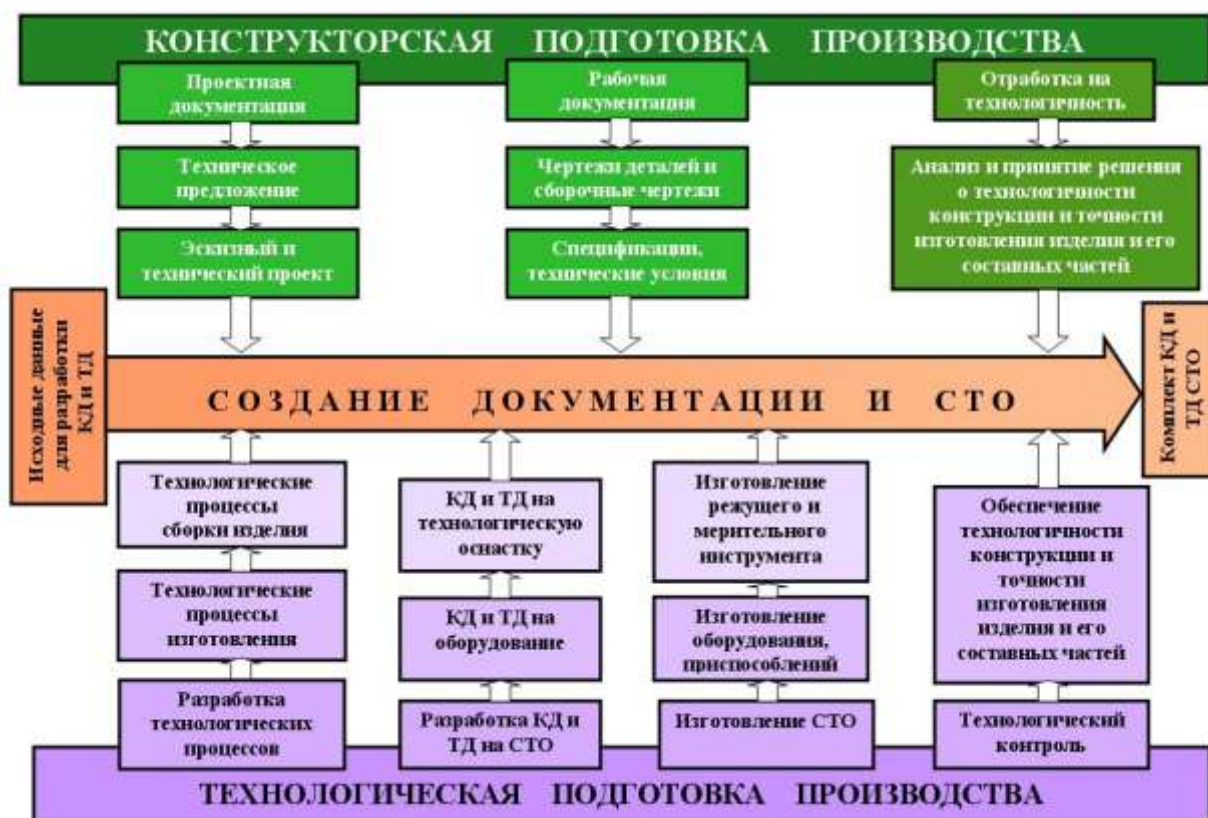 КОНСТРУКТОРСКАЯ ПОДГОТОВКА ПРОИЗВОДСТВА
Проектная
документация
Рабочая
документация
Отработка на
технологичность
Техническое
предложение
Чертежи деталей и
сборочные чертежи
Анализ и принятие решения
о технологичности
конструкции и точности
изготовления изделия и его
составных частей
Эскизный и
технический проект
Спецификации,
технические условия
Исходные данные
для разработки
КД и ТД
СОЗДАНИЕ ДОКУМЕНТАЦИИ И СТО
Комплект КД и
ТД СТО
Технологические
процессы
сборки изделия
КД и ТД на
технологическую
оснастку
Изготовление
режущего и
мерительного
инструмента
Обеспечение
технологичности
конструкции и
точности
изготовления
изделия и его
составных частей
Технологические
процессы
изготовления
КД и ТД на
оборудование
Изготовление
оборудования,
приспособлений
Разработка
технологических
процессов
Разработка КД и
ТД на СТО
Изготовление СТО
Технологический
контроль
ТЕХНОЛОГИЧЕСКАЯ ПОДГОТОВКА ПРОИЗВОДСТВА